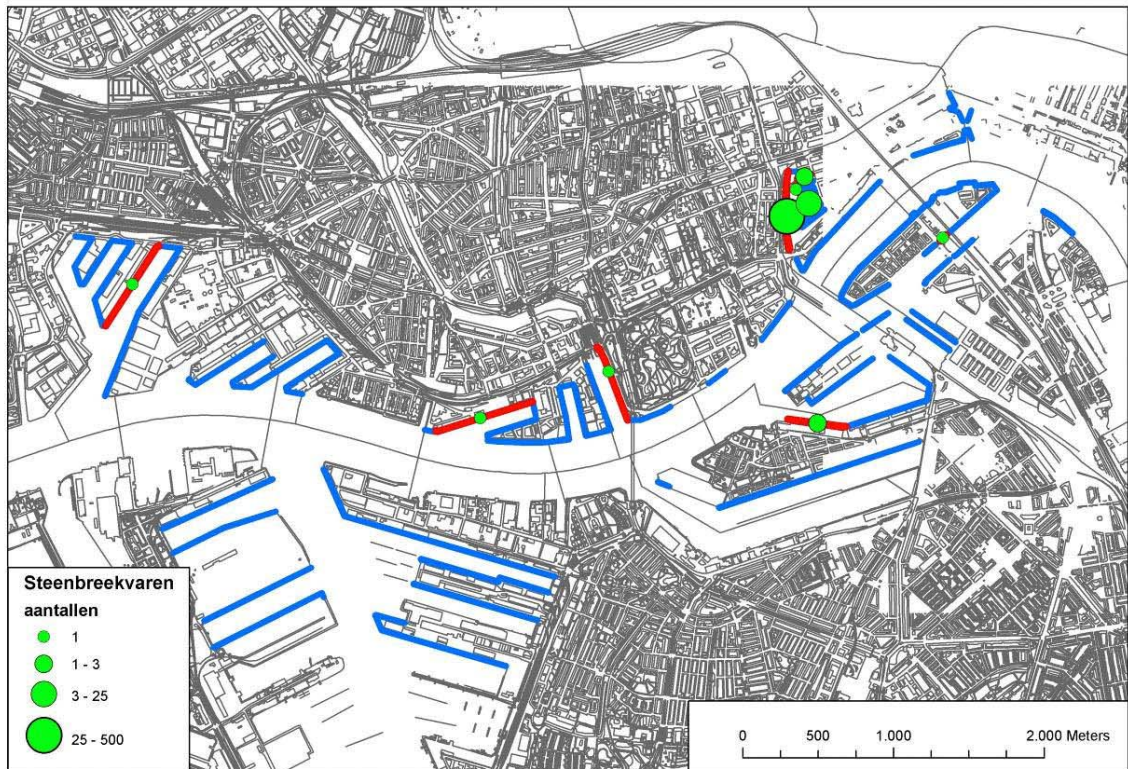 Steenbreekvaren
aantallen
1
1 - 3
3 - 25
25 - 500
0 500 1.000 2.000 Meters